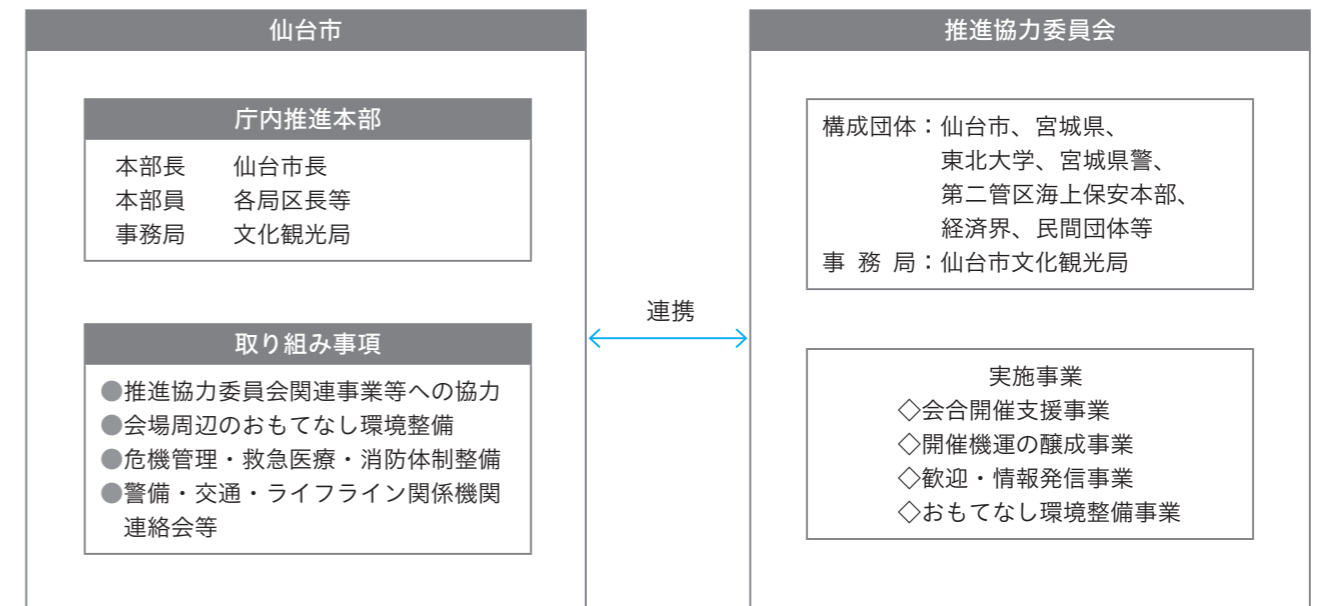 仙台市
庁内推進本部
本部長　仙台市長
本部員　各局区長等
事務局　文化観光局
取り組み事項
●推進協力委員会関連事業等への協力
●会場周辺のおもてなし環境整備
●危機管理・救急医療・消防体制整備
●警備・交通・ライフライン関係機関
連絡会等
連携
推進協力委員会
構成団体：仙台市、宮城県、
東北大学、宮城県警、
第二管区海上保安本部、
経済界、民間団体等
事 務 局：仙台市文化観光局
実施事業
◇会合開催支援事業
◇開催機運の醸成事業
◇歓迎・情報発信事業
◇おもてなし環境整備事業